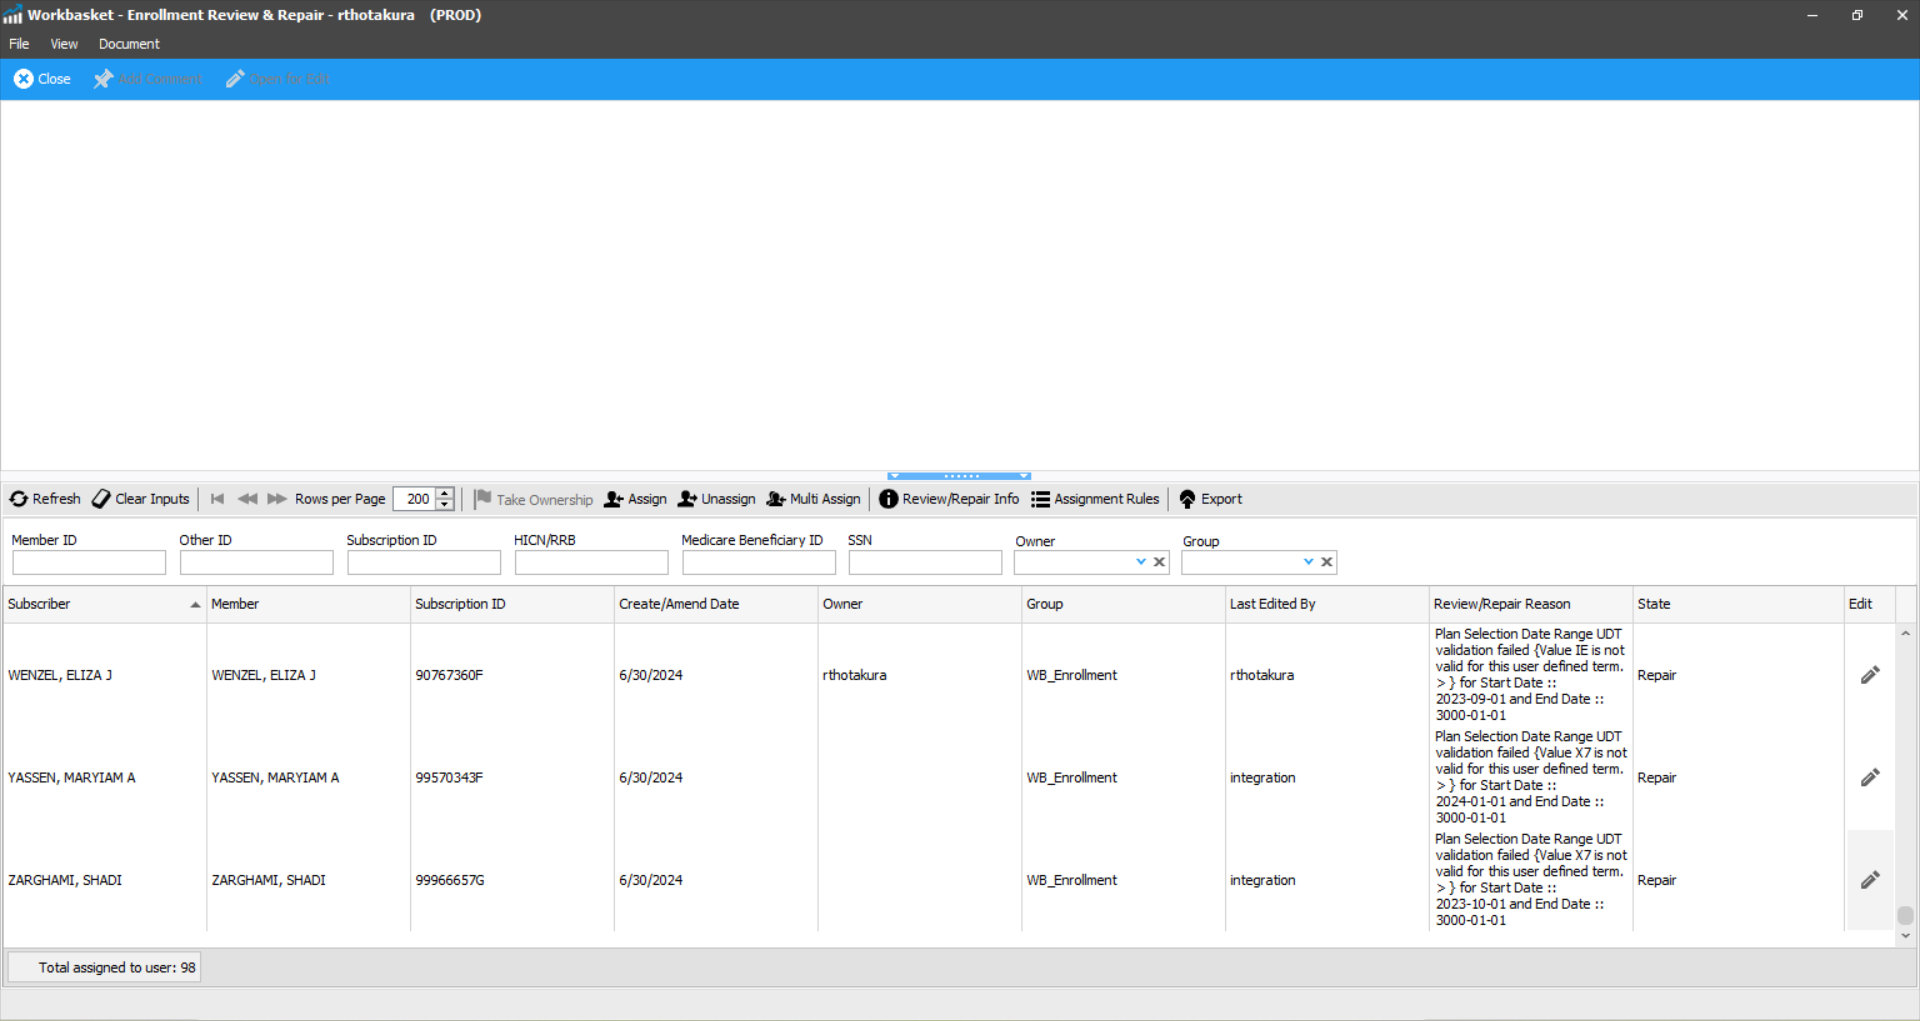 Workbasket - Enrollment Review & Repair - rthotakura (PROD)
File View Document
Close Add Comment Open for Edit
Refresh Clear Inputs Rows per Page 200 Take Ownership Assign Unassign Multi Assign Review/Repair Info Assignment Rules Export
Member ID Other ID Subscription ID HICN/RRB Medicare Beneficiary ID SSN Owner Group
Subscriber Member Subscription ID Create/Amend Date Owner Group Last Edited By Review/Repair Reason State Edit
Plan Selection Date Range UDT
validation failed {Value IE is not
valid for this user defined term.
WENZEL, ELIZA J WENZEL, ELIZA J 90767360F 6/30/2024 rthotakura WB_Enrollment rthotakura > } for Start Date :: Repair
2023-09-01 and End Date ::
3000-01-01
Plan Selection Date Range UDT
validation failed {Value X7 is not
valid for this user defined term.
YASSEN, MARYIAM A YASSEN, MARYIAM A 99570343F 6/30/2024 WB_Enrollment integration > } for Start Date :: Repair
2024-01-01 and End Date ::
3000-01-01
Plan Selection Date Range UDT
validation failed {Value X7 is not
valid for this user defined term.
ZARGHAMI, SHADI ZARGHAMI, SHADI 99966657G 6/30/2024 WB_Enrollment integration > } for Start Date :: Repair
2023-10-01 and End Date ::
3000-01-01
Total assigned to user: 98